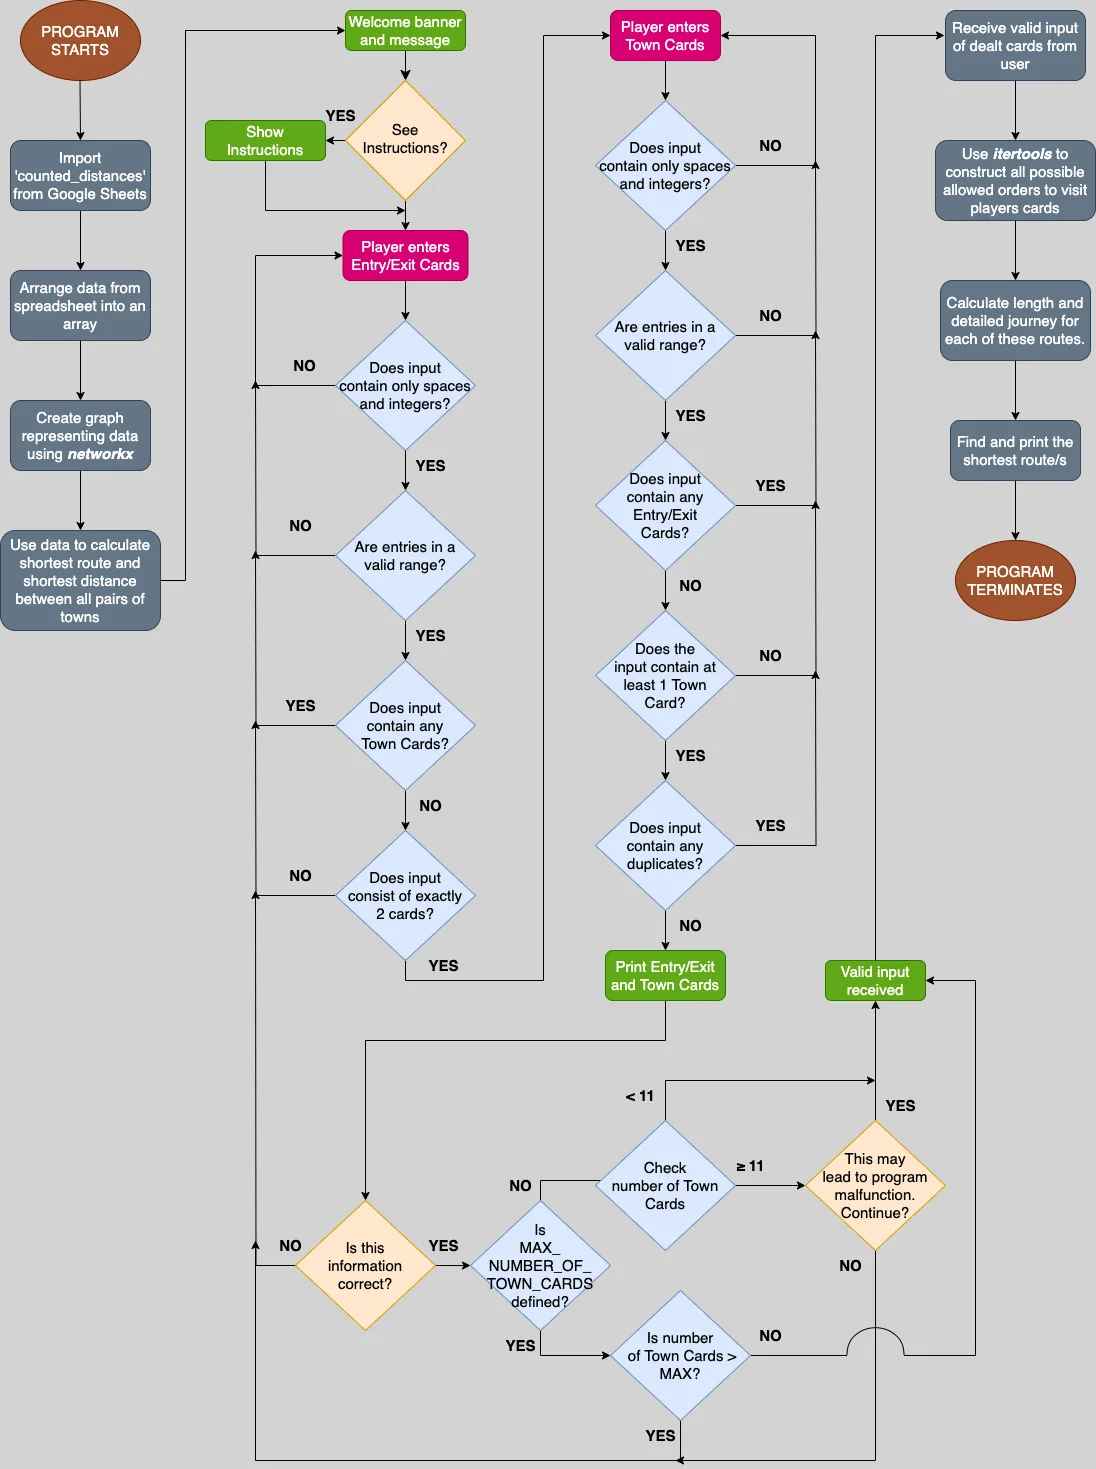 PROGRAM
STARTS
Import
'counted_distances'
from Google Sheets
Arrange data from
spreadsheet into an
array
Create graph
representing data
using networkx
Use data to calculate
shortest route and
shortest distance
between all pairs of
towns
Welcome banner
and message
See
Instructions?
YES
Show
Instructions
Player enters
Entry/Exit Cards
Does input
contain only spaces
and integers?
NO
YES
Are entries in a
valid range?
NO
YES
Does input
contain any
Town Cards?
YES
NO
Does input
consist of exactly
2 cards?
NO
YES
Player enters
Town Cards
Does input
contain only spaces
and integers?
NO
YES
Are entries in a
valid range?
NO
YES
Does input
contain any
Entry/Exit
Cards?
YES
NO
Does the
input contain at
least 1 Town
Card?
NO
YES
Does input
contain any
duplicates?
YES
NO
Print Entry/Exit
and Town Cards
Is this
information
correct?
NO
YES
Is
MAX_
NUMBER_OF_
TOWN_CARDS
defined?
NO
YES
Check
number of Town
Cards
< 11
≥ 11
This may
lead to program
malfunction.
Continue?
YES
NO
Is number
of Town Cards >
MAX?
NO
YES
Valid input
received
Receive valid input
of dealt cards from
user
Use itertools to
construct all possible
allowed orders to visit
players cards
Calculate length and
detailed journey for
each of these routes.
Find and print the
shortest route/s
PROGRAM
TERMINATES